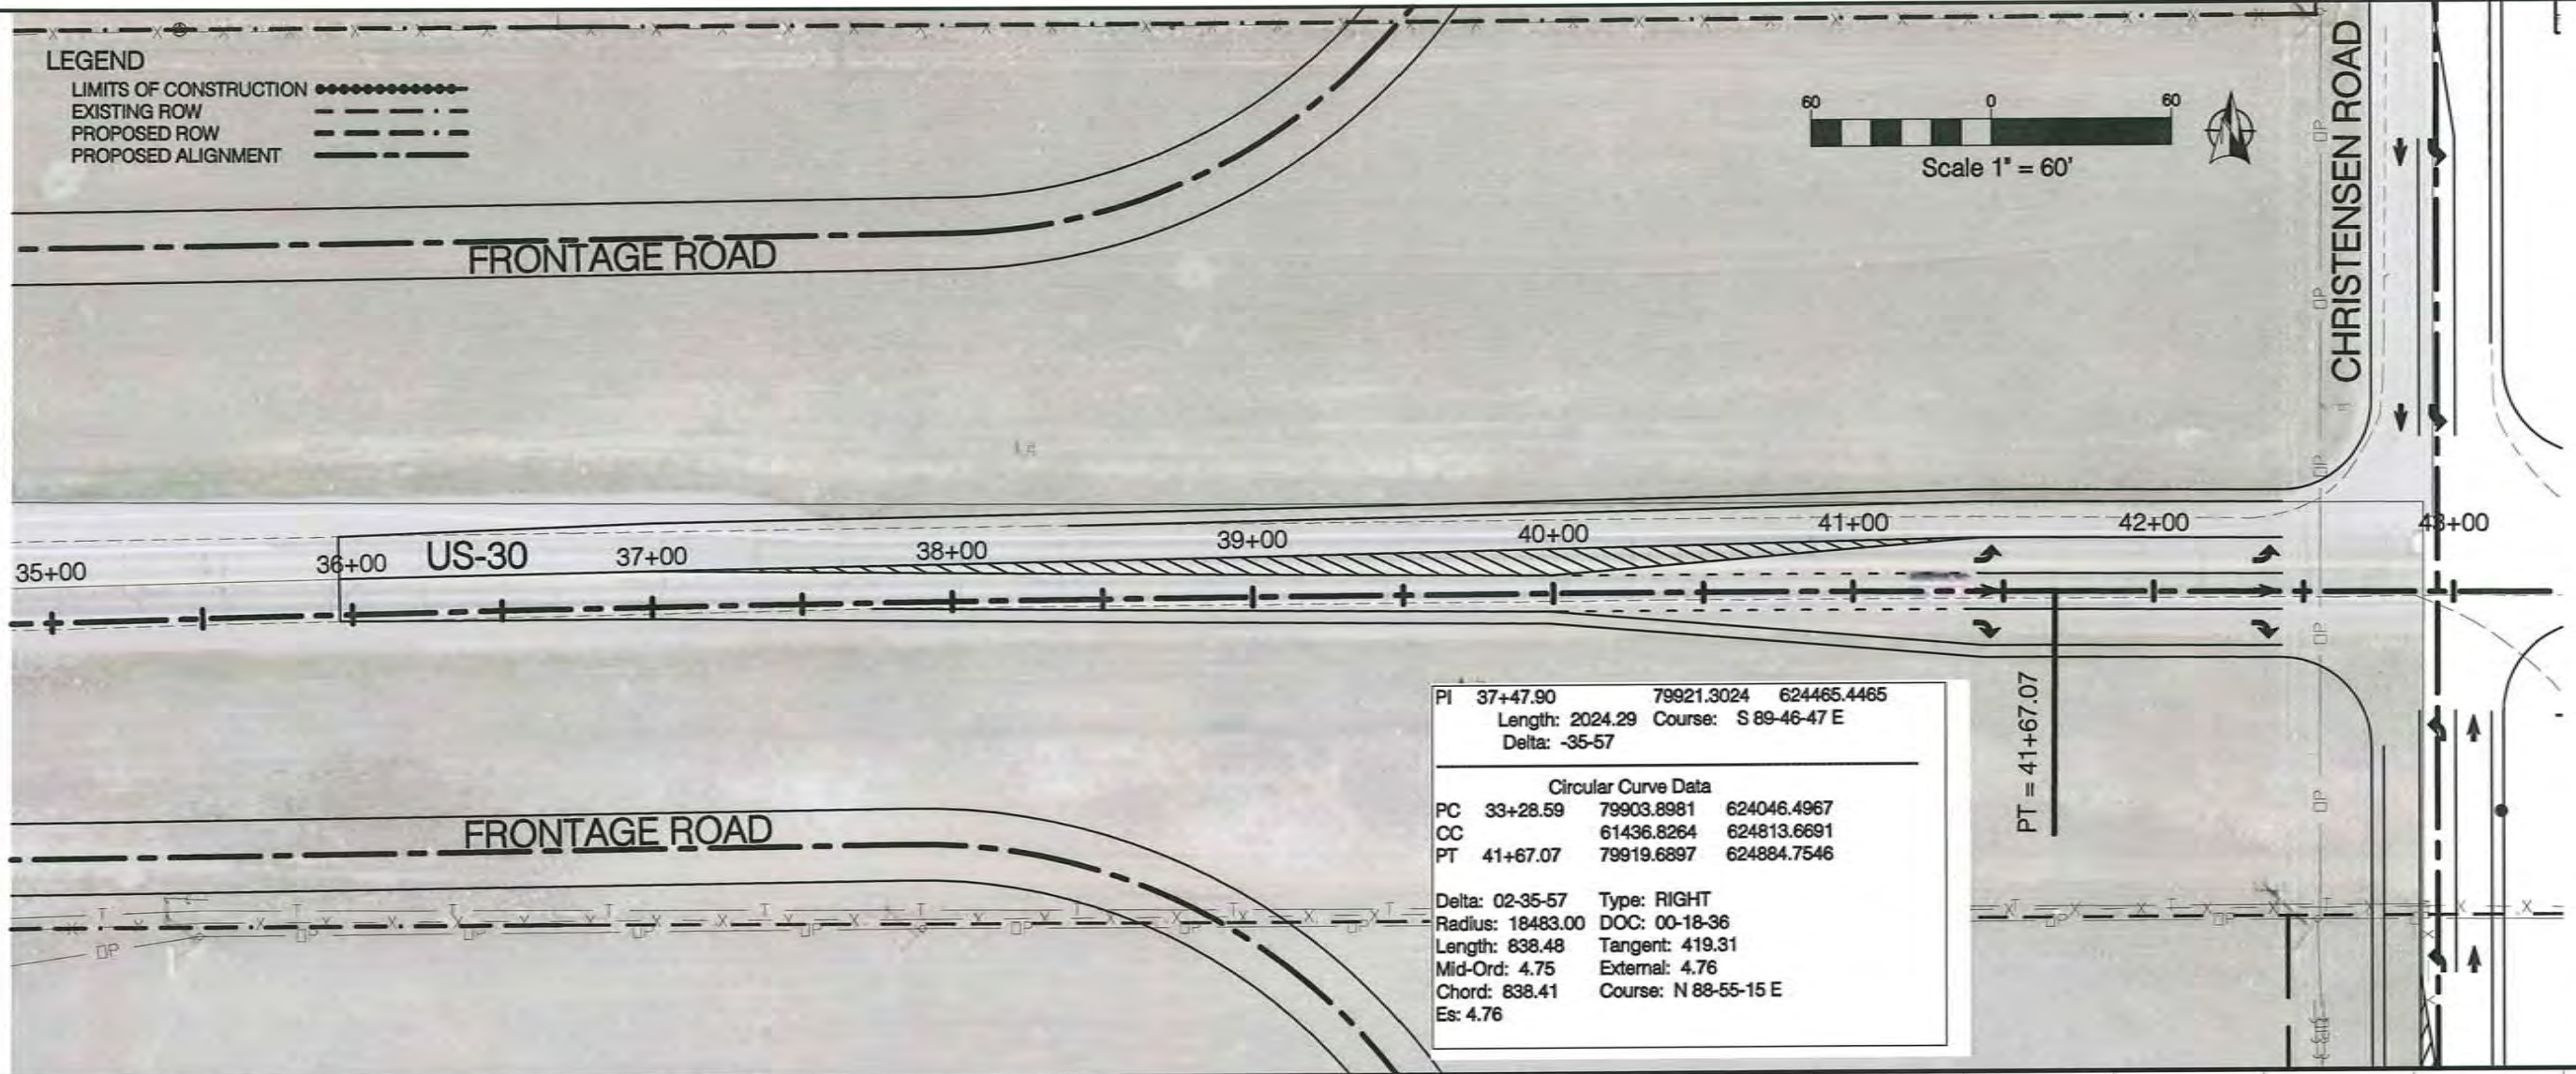 LEGEND
LIMITS OF CONSTRUCTION
EXISTING ROW
PROPOSED ROW
PROPOSED ALIGNMENT
60 0 60
Scale 1" = 60'
CHRISTENSEN ROAD
FRONTAGE ROAD
US-30
35+00
36+00
37+00
38+00
39+00
40+00
41+00
42+00
43+00
PT = 41+67.07
FRONTAGE ROAD
PI 37+47.90 79921.3024 624465.4465
Length: 2024.29 Course: S 89-46-47 E
Delta: -35-57
Circular Curve Data
PC 33+28.59 79903.8981 624046.4967
CC 61436.8264 624813.6691
PT 41+67.07 79919.6897 624884.7546
Delta: 02-35-57 Type: RIGHT
Radius: 18483.00 DOC: 00-18-36
Length: 838.48 Tangent: 419.31
Mid-Ord: 4.75 External: 4.76
Chord: 838.41 Course: N 88-55-15 E
Es: 4.76